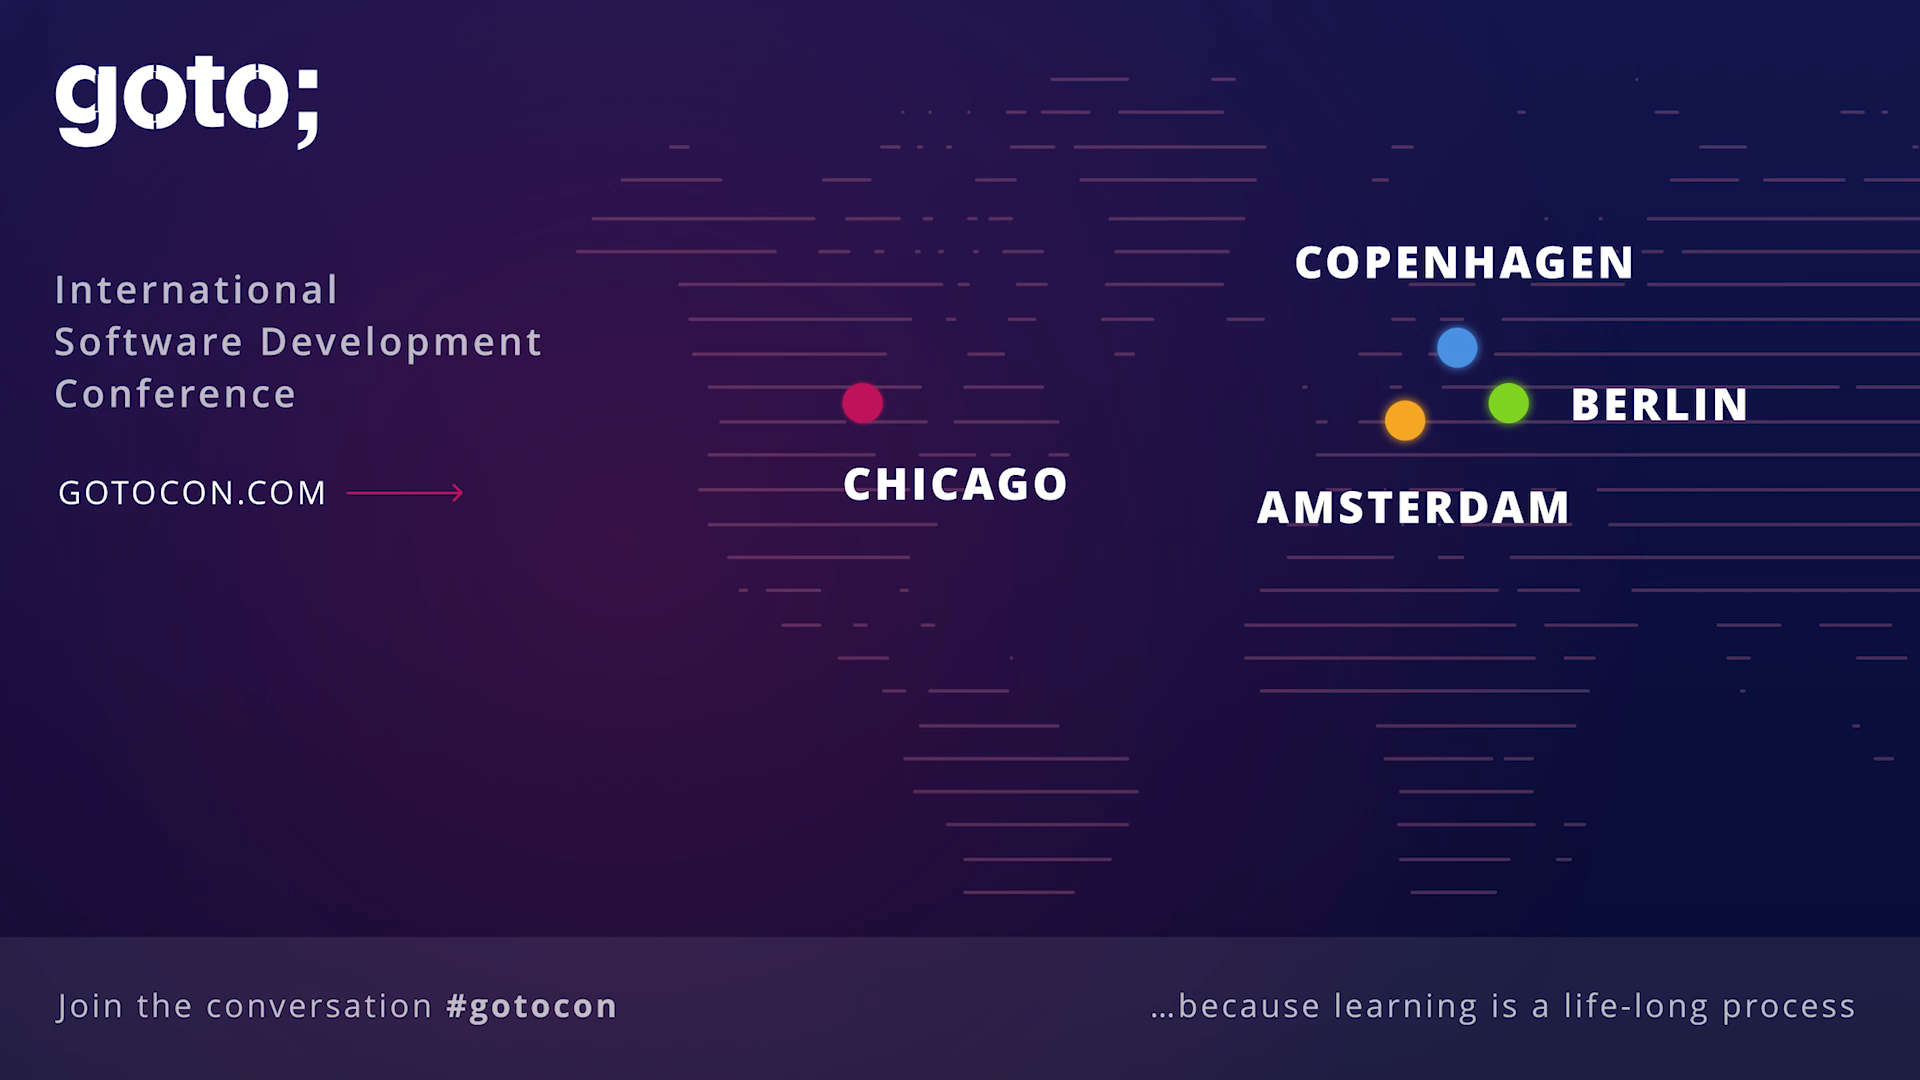 goto;
International
Software Development
Conference
GOTOCON.COM
COPENHAGEN
BERLIN
CHICAGO
AMSTERDAM
Join the conversation #gotocon
...because learning is a life-long process